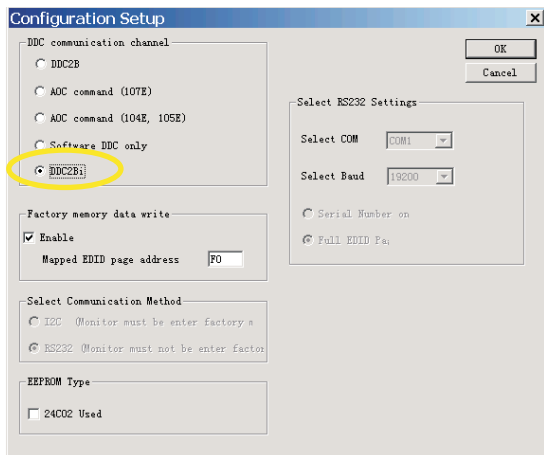 Configuration Setup
DDC communication channel
DDC2B
AOC command (107E)
AOC command (104E, 105E)
Software DDC only
DDC2Bi
Factory memory data write
Enable
Mapped EDID page address F0
Select Communication Method
I2C (Monitor must be enter factory m
RS232 (Monitor must not be enter factor
EEPROM Type
24C02 Used
OK
Cancel
Select RS232 Settings
Select COM COM1
Select Baud 19200
Serial Number on
Full EDID Pa;